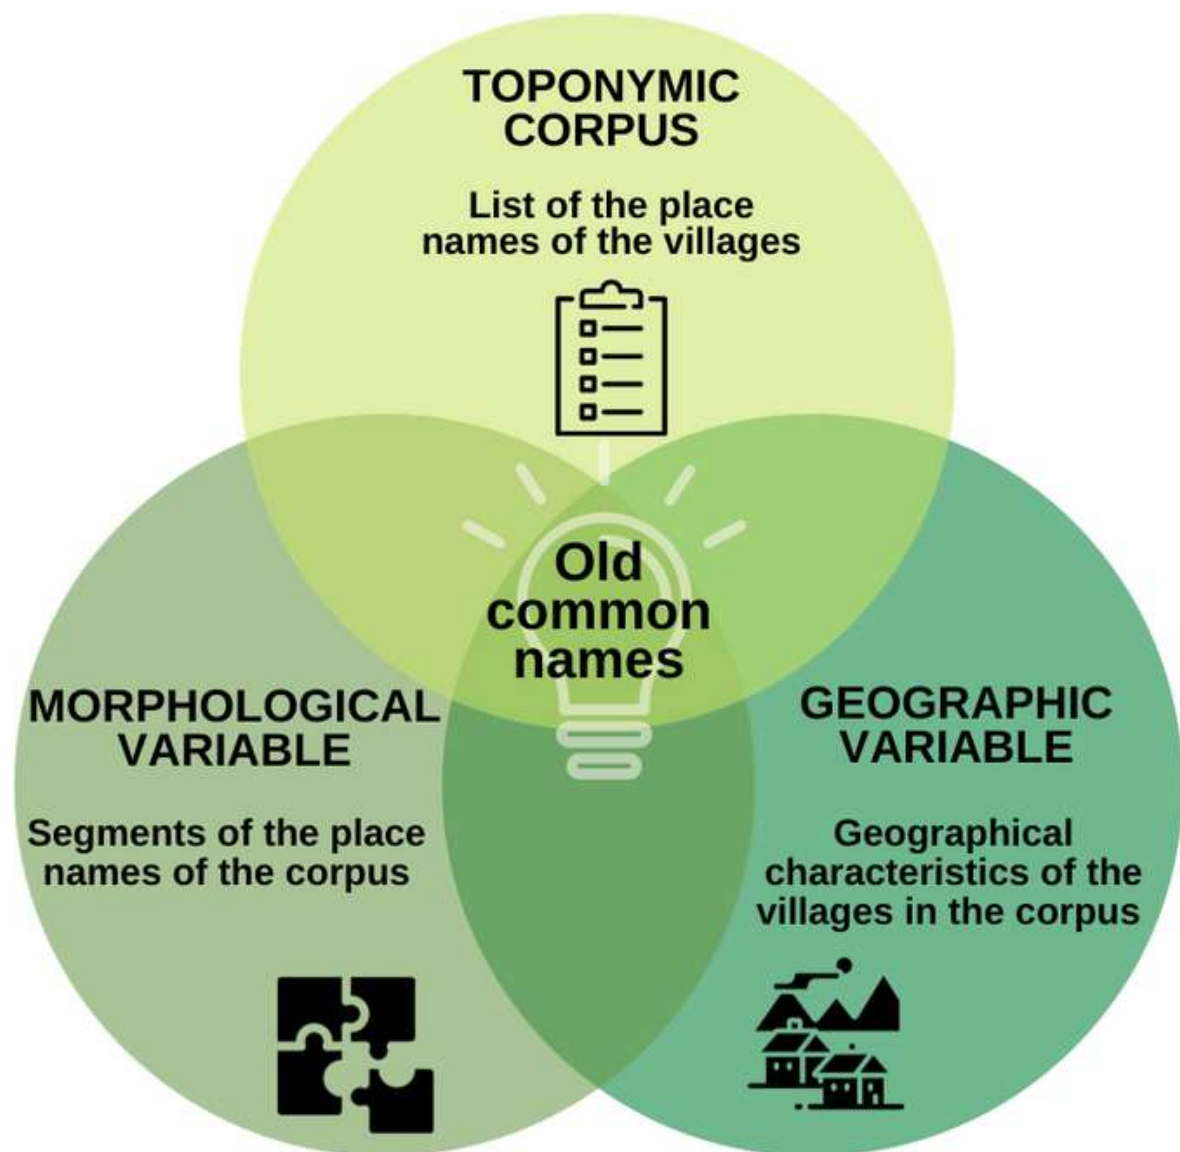 TOPONYMIC
CORPUS
List of the place
names of the villages
Old
common
names
MORPHOLOGICAL
VARIABLE
Segments of the place
names of the corpus
GEOGRAPHIC
VARIABLE
Geographical
characteristics of the
villages in the corpus